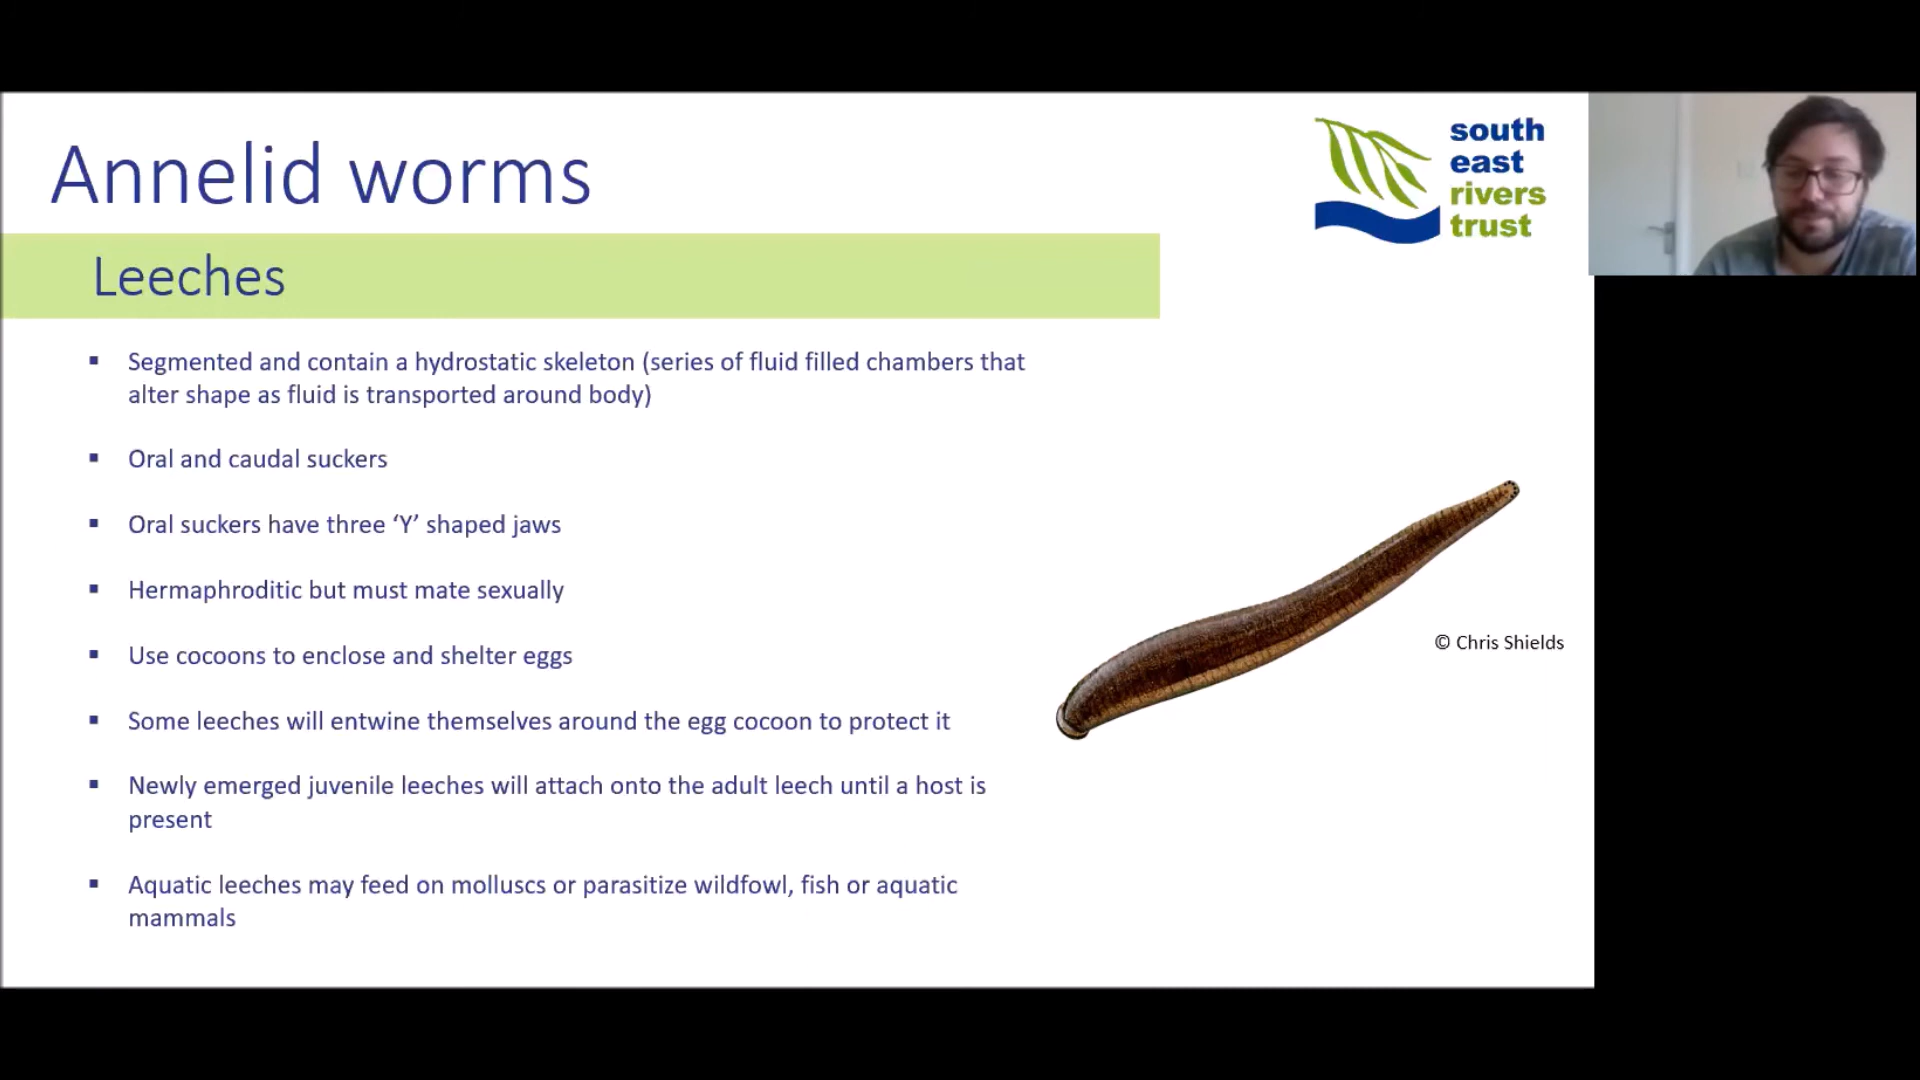 Annelid worms
south
east
rivers
trust
Leeches
▪ Segmented and contain a hydrostatic skeleton (series of fluid filled chambers that
alter shape as fluid is transported around body)
▪ Oral and caudal suckers
▪ Oral suckers have three ‘Y’ shaped jaws
▪ Hermaphroditic but must mate sexually
▪ Use cocoons to enclose and shelter eggs
▪ Some leeches will entwine themselves around the egg cocoon to protect it
▪ Newly emerged juvenile leeches will attach onto the adult leech until a host is
present
▪ Aquatic leeches may feed on molluscs or parasitize wildfowl, fish or aquatic
mammals
© Chris Shields